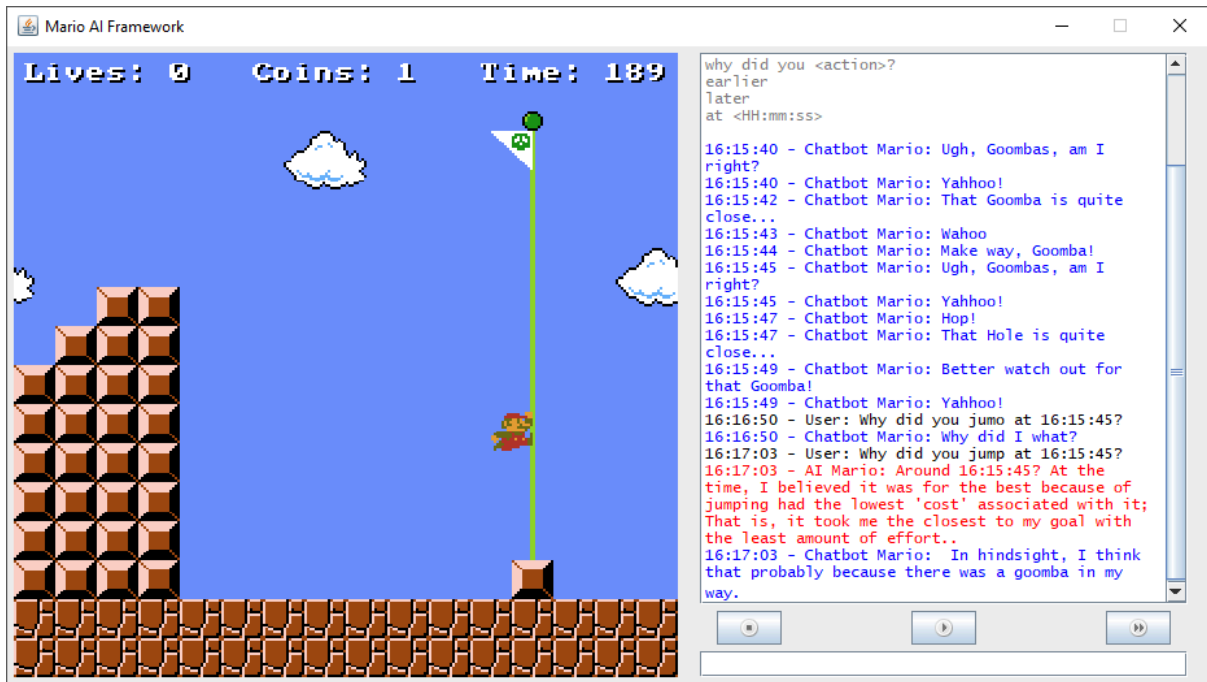 Mario AI Framework
Lives: 0 Coins: 1 Time: 189
why did you <action>?
earlier
later
at <HH:mm:ss>
16:15:40 - Chatbot Mario: Ugh, Goombas, am I
right?
16:15:40 - Chatbot Mario: Yahhoo!
16:15:42 - Chatbot Mario: That Goomba is quite
close...
16:15:43 - Chatbot Mario: Wahoo
16:15:44 - Chatbot Mario: Make way, Goomba!
16:15:45 - Chatbot Mario: Ugh, Goombas, am I
right?
16:15:45 - Chatbot Mario: Yahhoo!
16:15:47 - Chatbot Mario: Hop!
16:15:47 - Chatbot Mario: That Hole is quite
close...
16:15:49 - Chatbot Mario: Better watch out for
that Goomba!
16:15:49 - Chatbot Mario: Yahhoo!
16:16:50 - User: Why did you jumo at 16:15:45?
16:16:50 - Chatbot Mario: Why did I what?
16:17:03 - User: Why did you jump at 16:15:45?
16:17:03 - AI Mario: Around 16:15:45? At the
time, I believed it was for the best because of
jumping had the lowest 'cost' associated with it;
That is, it took me the closest to my goal with
the least amount of effort..
16:17:03 - Chatbot Mario:  In hindsight, I think
that probably because there was a goomba in my
way.